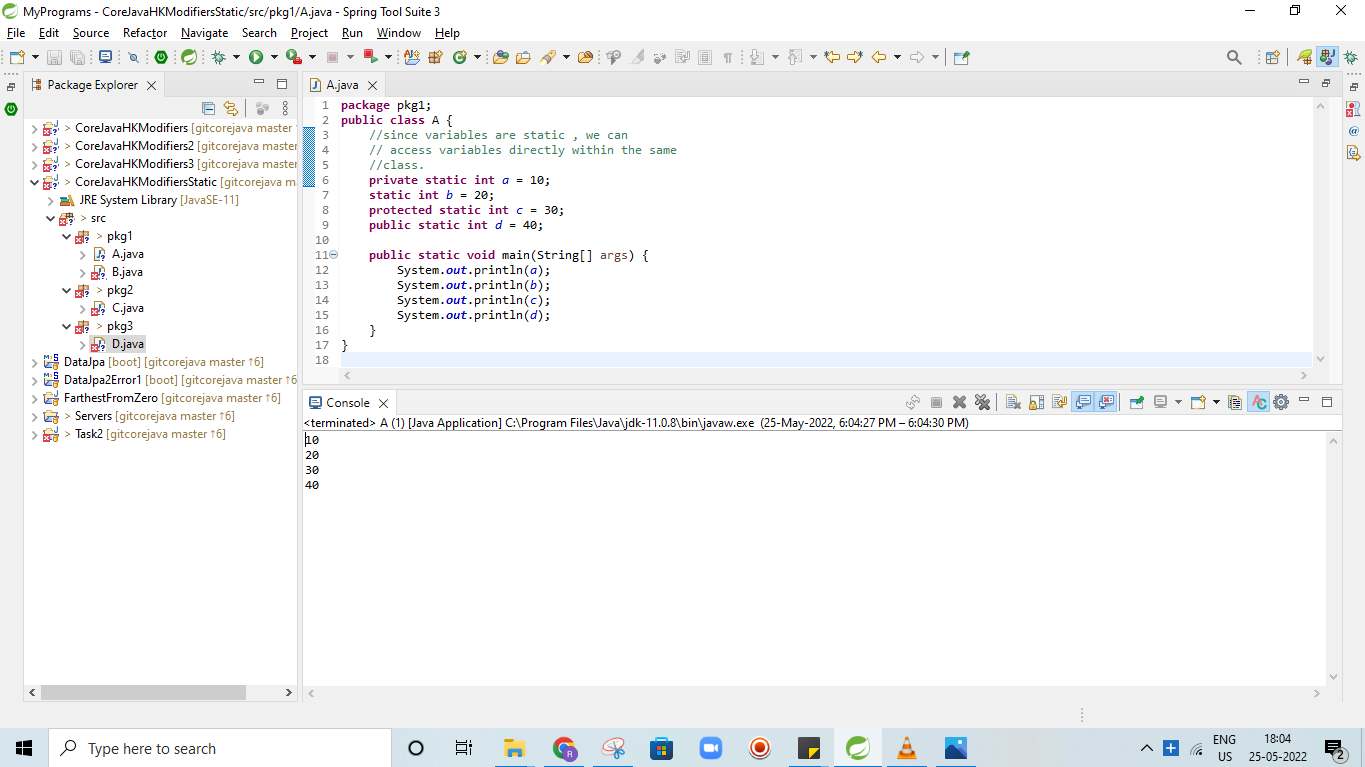 MyPrograms - CoreJavaHKModifiersStatic/src/pkg1/A.java - Spring Tool Suite 3
File Edit Source Refactor Navigate Search Project Run Window Help
Package Explorer
> CoreJavaHKModifiers [gitcorejava master
> CoreJavaHKModifiers2 [gitcorejava master
> CoreJavaHKModifiers3 [gitcorejava master
> CoreJavaHKModifiersStatic [gitcorejava m
JRE System Library [JavaSE-11]
> src
> pkg1
A.java
B.java
> pkg2
C.java
> pkg3
D.java
DataJpa [boot] [gitcorejava master ↑6]
DataJpa2Error1 [boot] [gitcorejava master ↑6
FarthestFromZero [gitcorejava master ↑6]
> Servers [gitcorejava master ↑6]
> Task2 [gitcorejava master ↑6]
A.java
1 package pkg1;
2 public class A {
3 //since variables are static , we can
4 // access variables directly within the same
5 //class.
6 private static int a = 10;
7 static int b = 20;
8 protected static int c = 30;
9 public static int d = 40;
10
11 public static void main(String[] args) {
12 System.out.println(a);
13 System.out.println(b);
14 System.out.println(c);
15 System.out.println(d);
16 }
17 }
18
Console
<terminated> A (1) [Java Application] C:\Program Files\Java\jdk-11.0.8\bin\javaw.exe (25-May-2022, 6:04:27 PM – 6:04:30 PM)
10
20
30
40
Type here to search
R
ENG
US
18:04
25-05-2022
2